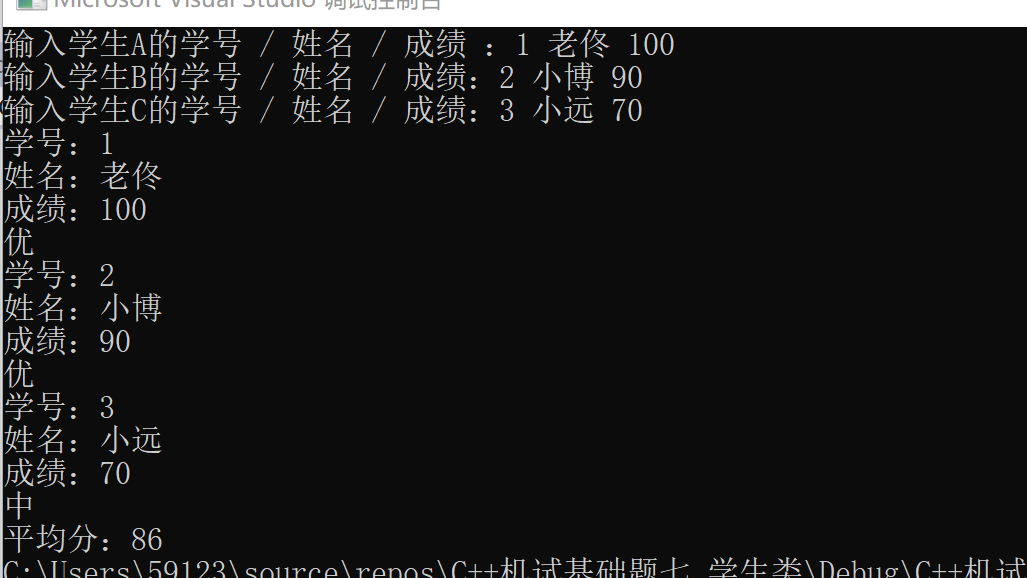 Microsoft Visual Studio 调试控制台
输入学生A的学号 / 姓名 / 成绩 ：1 老佟 100
输入学生B的学号 / 姓名 / 成绩：2 小博 90
输入学生C的学号 / 姓名 / 成绩：3 小远 70
学号：1
姓名：老佟
成绩：100
优
学号：2
姓名：小博
成绩：90
优
学号：3
姓名：小远
成绩：70
中
平均分：86
C:\Users\59123\source\repos\C++机试基础题七 学生类\Debug\C++机试